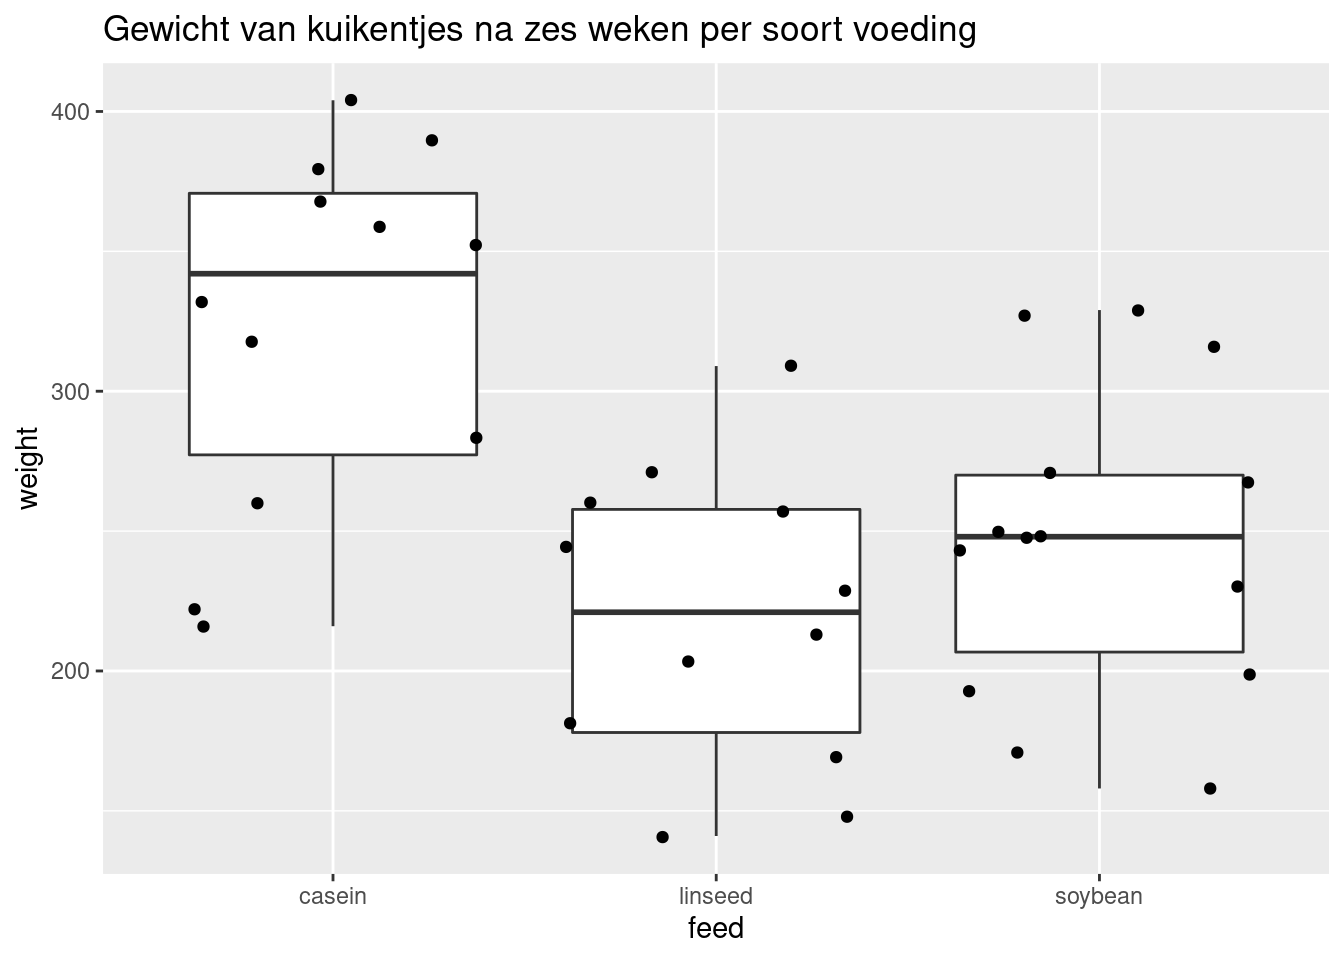 Gewicht van kuikentjes na zes weken per soort voeding
400
300
200
weight
casein linseed soybean
feed